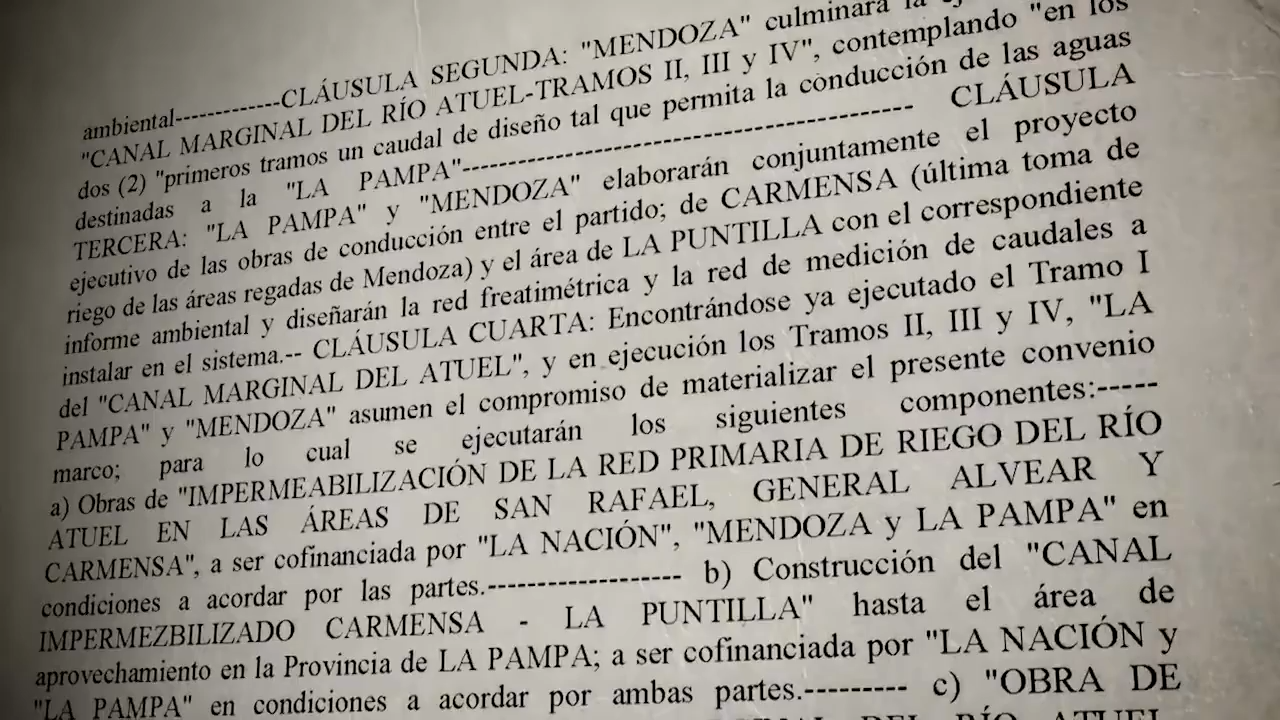 ambiental------------CLÁUSULA SEGUNDA: "MENDOZA" culminará la
"CANAL MARGINAL DEL RÍO ATUEL-TRAMOS II, III y IV", contemplando "en los
dos (2) "primeros tramos un caudal de diseño tal que permita la conducción de las aguas
destinadas a la "LA PAMPA"---------------------------------------------- CLÁUSULA
TERCERA: "LA PAMPA" y "MENDOZA" elaborarán conjuntamente el proyecto
ejecutivo de las obras de conducción entre el partido; de CARMENSA (última toma de
riego de las áreas regadas de Mendoza) y el área de LA PUNTILLA con el correspondiente
informe ambiental y diseñarán la red freatimétrica y la red de medición de caudales a
instalar en el sistema.-- CLÁUSULA CUARTA: Encontrándose ya ejecutado el Tramo I
del "CANAL MARGINAL DEL ATUEL", y en ejecución los Tramos II, III y IV, "LA
PAMPA" y "MENDOZA" asumen el compromiso de materializar el presente convenio
marco; para lo cual se ejecutarán los siguientes componentes:-----
a) Obras de "IMPERMEABILIZACIÓN DE LA RED PRIMARIA DE RIEGO DEL RÍO
ATUEL EN LAS ÁREAS DE SAN RAFAEL, GENERAL ALVEAR Y
CARMENSA", a ser cofinanciada por "LA NACIÓN", "MENDOZA y LA PAMPA" en
condiciones a acordar por las partes.------------------- b) Construcción del "CANAL
IMPERMEZBILIZADO CARMENSA - LA PUNTILLA" hasta el área de
aprovechamiento en la Provincia de LA PAMPA; a ser cofinanciada por "LA NACIÓN y
"LA PAMPA" en condiciones a acordar por ambas partes.--------- c) "OBRA DE
DEL RÍO ATUEL